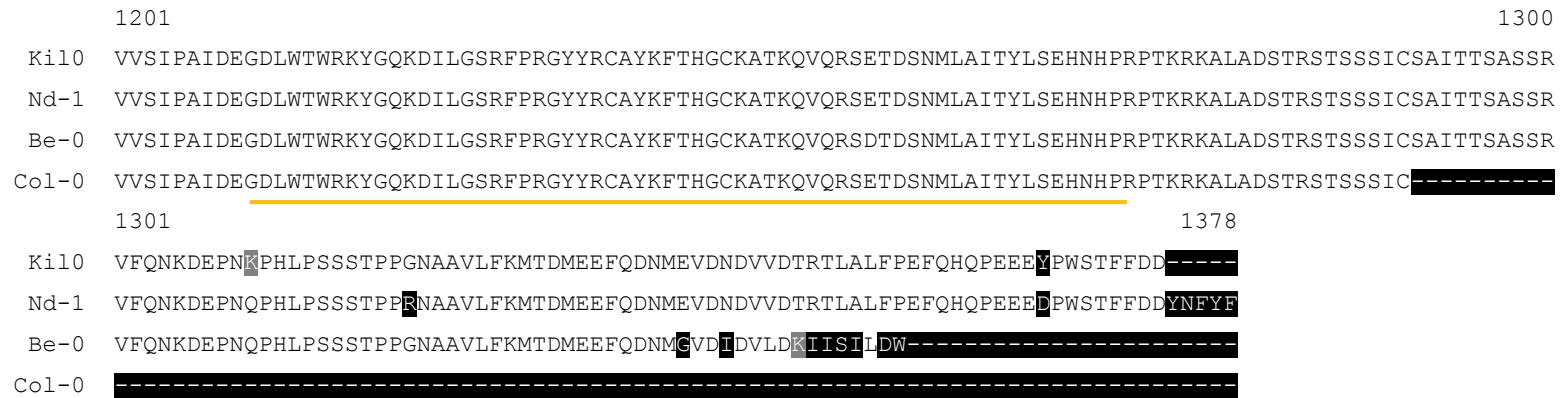 1201 1300
Kil0 VVSIPAIDEGDLWTWRKYGQKDILGSRFPRGYYRCAYKFTHGCKATKQVQRSETDSNMLAITYLSEHNHPRPTKRKALADSTRSTSSSICSAITTSASSR
Nd-1 VVSIPAIDEGDLWTWRKYGQKDILGSRFPRGYYRCAYKFTHGCKATKQVQRSETDSNMLAITYLSEHNHPRPTKRKALADSTRSTSSSICSAITTSASSR
Be-0 VVSIPAIDEGDLWTWRKYGQKDILGSRFPRGYYRCAYKFTHGCKATKQVQRSDTDSNMLAITYLSEHNHPRPTKRKALADSTRSTSSSICSAITTSASSR
Col-0 VVSIPAIDEGDLWTWRKYGQKDILGSRFPRGYYRCAYKFTHGCKATKQVQRSETDSNMLAITYLSEHNHPRPTKRKALADSTRSTSSSIC----------
1301 1378
Kil0 VFQNKDEPNKPHLPSSSTPPGNAAVLFKMTDMEEFQDNMEVDNDVVDTRTLALFPEFQHQPEEEYPWSTFFDD-----
Nd-1 VFQNKDEPNQPHLPSSSTPPRNAAVLFKMTDMEEFQDNMEVDNDVVDTRTLALFPEFQHQPEEEDPWSTFFDDYNFYF
Be-0 VFQNKDEPNQPHLPSSSTPPGNAAVLFKMTDMEEFQDNMGVDIDVLDKIISILDW-----------------------
Col-0 ------------------------------------------------------------------------------